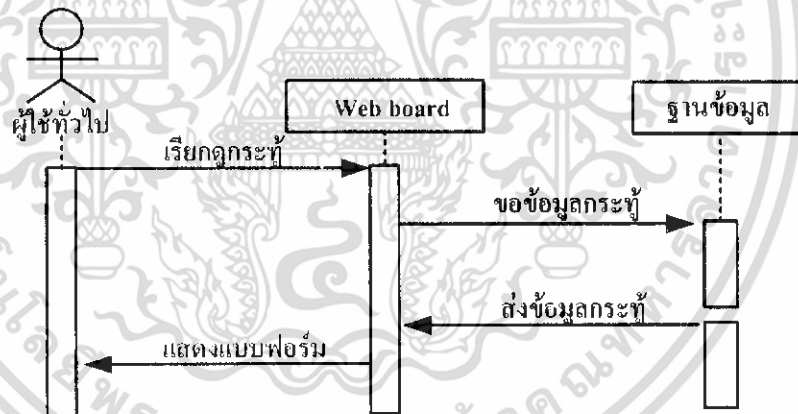 ผู้ใช้ทั่วไป
Web board
ฐานข้อมูล
เรียกดูกระทู้
ขอข้อมูลกระทู้
ส่งข้อมูลกระทู้
แสดงแบบฟอร์ม